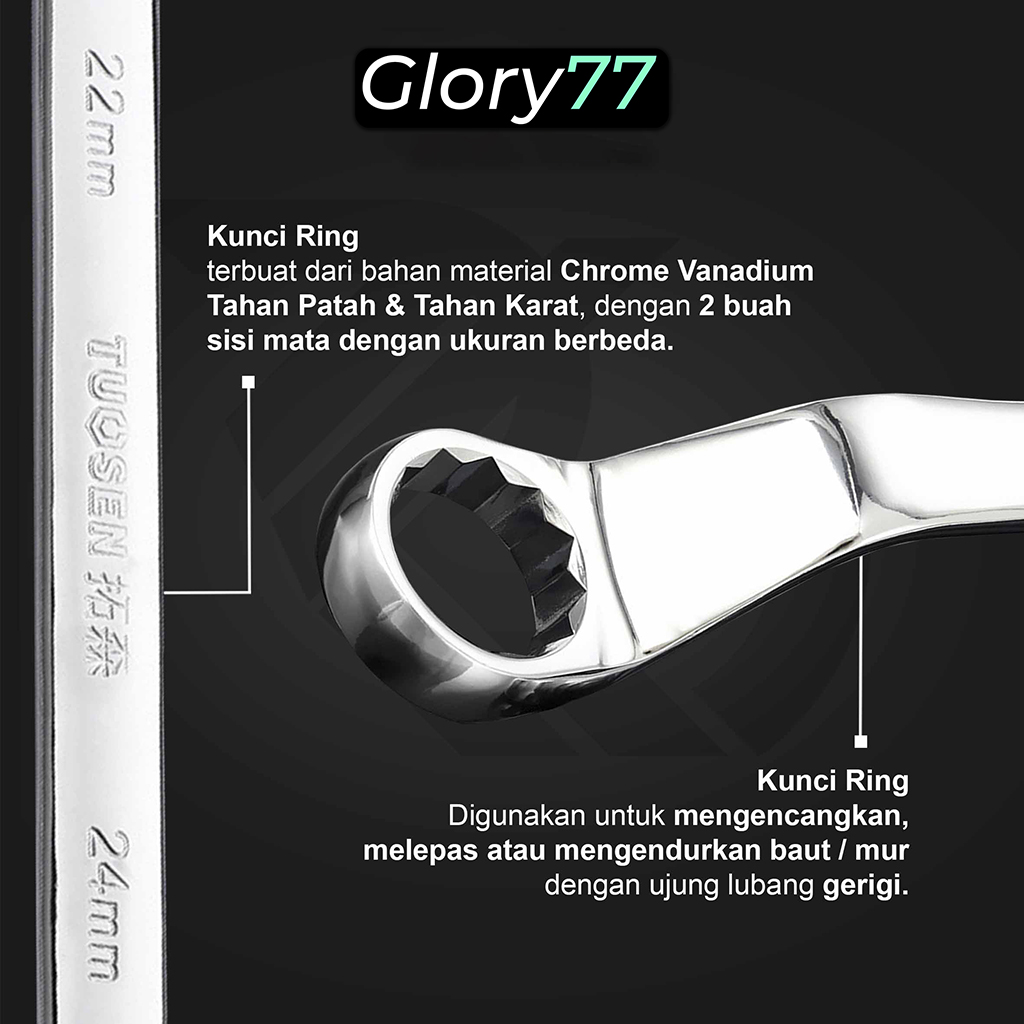 Glory77
22mm
TUOSEN 拓森
24mm
Kunci Ring
terbuat dari bahan material Chrome Vanadium
Tahan Patah & Tahan Karat, dengan 2 buah
sisi mata dengan ukuran berbeda.
Kunci Ring
Digunakan untuk mengencangkan,
melepas atau mengendurkan baut / mur
dengan ujung lubang gerigi.